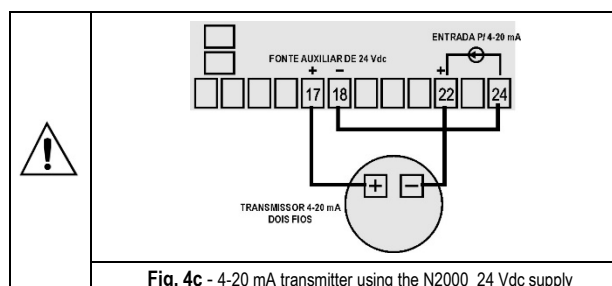 ENTRADA P/ 4-20 mA
FONTE AUXILIAR DE 24 Vdc
+ − +
17 18 22 24
+ −
TRANSMISSOR 4-20 mA
DOIS FIOS
Fig. 4c - 4-20 mA transmitter using the N2000 24 Vdc supply